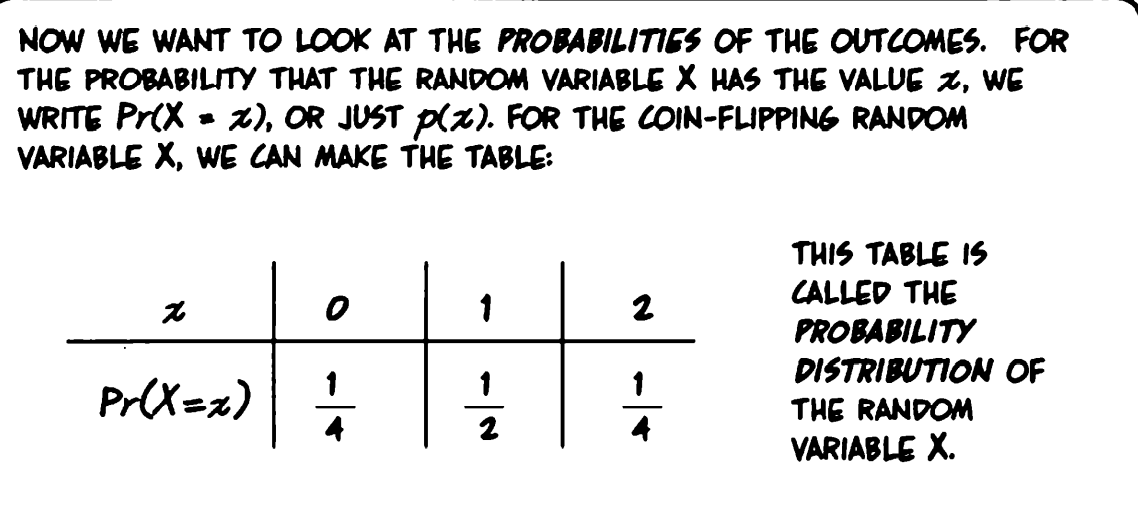 NOW WE WANT TO LOOK AT THE PROBABILITIES OF THE OUTCOMES. FOR
THE PROBABILITY THAT THE RANDOM VARIABLE X HAS THE VALUE x, WE
WRITE Pr(X = x), OR JUST p(x). FOR THE COIN-FLIPPING RANDOM
VARIABLE X, WE CAN MAKE THE TABLE:
x 0 1 2
Pr(X=x) 1/4 1/2 1/4
THIS TABLE IS
CALLED THE
PROBABILITY
DISTRIBUTION OF
THE RANDOM
VARIABLE X.